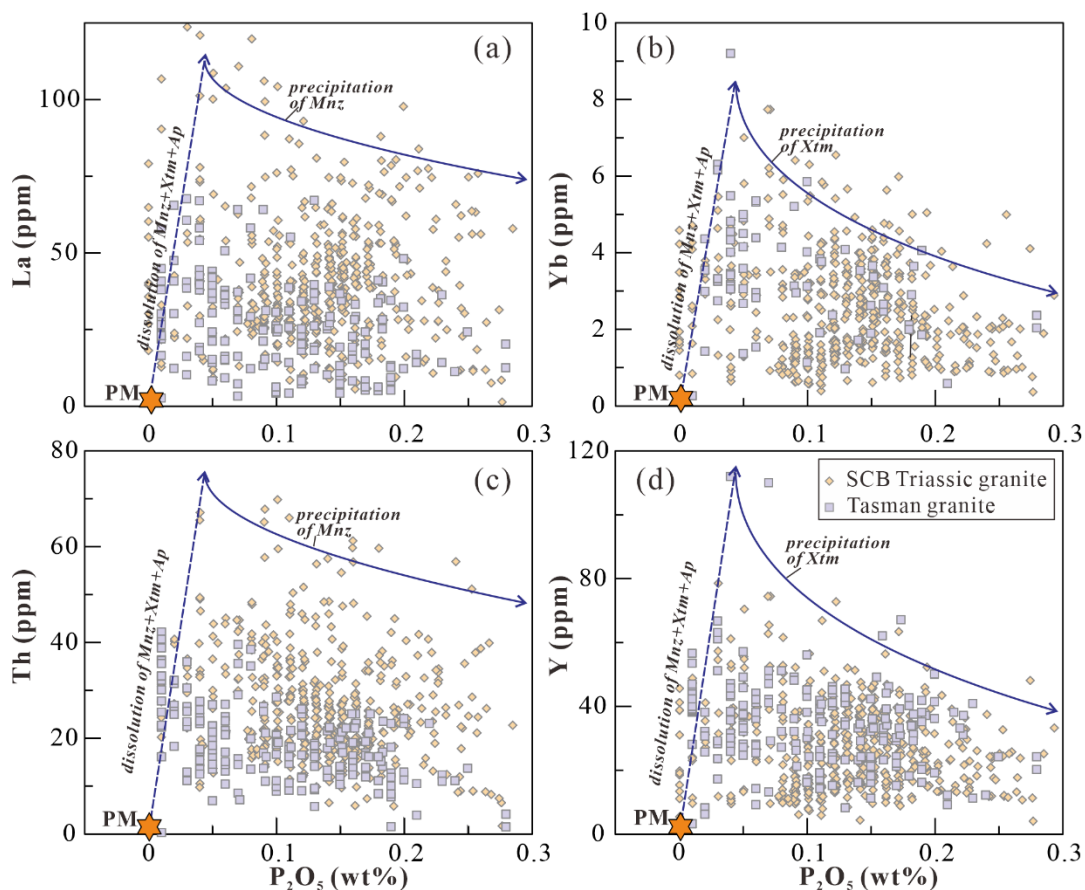 (a)
precipitation
of Mnz
dissolution of Mnz+Xtm+Ap
PM
La (ppm)
100
50
0
0
0.1
0.2
0.3
(b)
precipitation
of Xtm
dissolution of Mnz+Xtm+Ap
PM
Yb (ppm)
10
8
6
4
2
0
0
0.1
0.2
0.3
(c)
precipitation
of Mnz
dissolution of Mnz+Xtm+Ap
PM
Th (ppm)
80
60
40
20
0
0
0.1
0.2
0.3
P₂O₅ (wt%)
(d)
SCB Triassic granite
Tasman granite
precipitation
of Xtm
dissolution of Mnz+Xtm+Ap
PM
Y (ppm)
120
80
40
0
0
0.1
0.2
0.3
P₂O₅ (wt%)